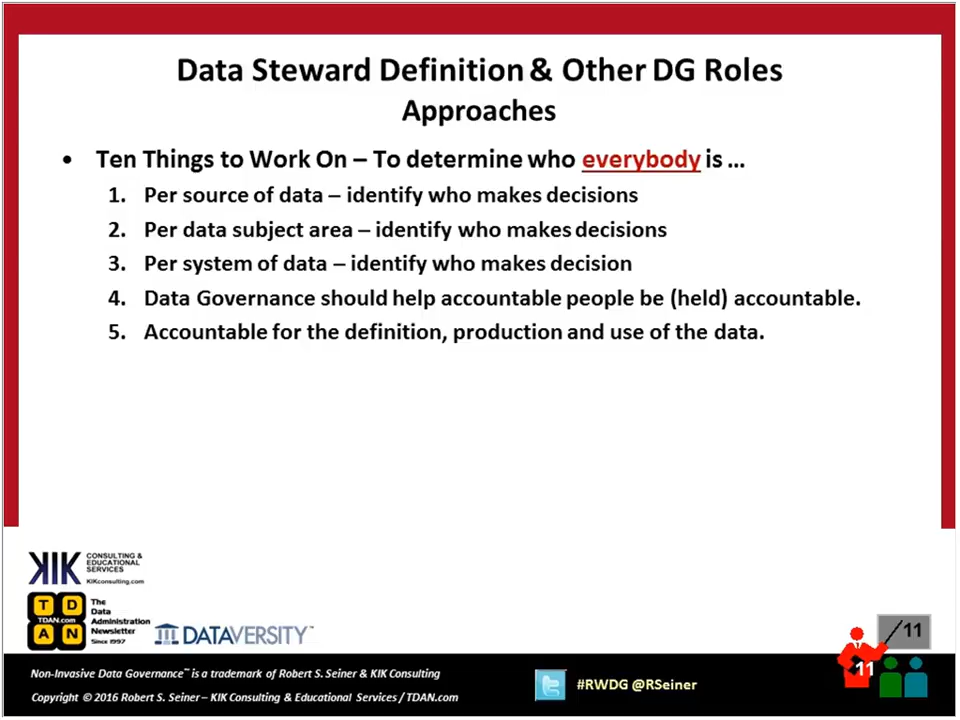 Data Steward Definition & Other DG Roles
Approaches
• Ten Things to Work On – To determine who everybody is …
1. Per source of data – identify who makes decisions
2. Per data subject area – identify who makes decisions
3. Per system of data – identify who makes decision
4. Data Governance should help accountable people be (held) accountable.
5. Accountable for the definition, production and use of the data.
KIK
CONSULTING &
EDUCATIONAL
SERVICES
KIKconsulting.com
T D
TDAN.com
A N
The
Data
Administration
Newsletter
Since 1997
DATAVERSITY™
Non-Invasive Data Governance™ is a trademark of Robert S. Seiner & KIK Consulting
Copyright © 2016 Robert S. Seiner – KIK Consulting & Educational Services / TDAN.com
#RWDG @RSeiner
11
11